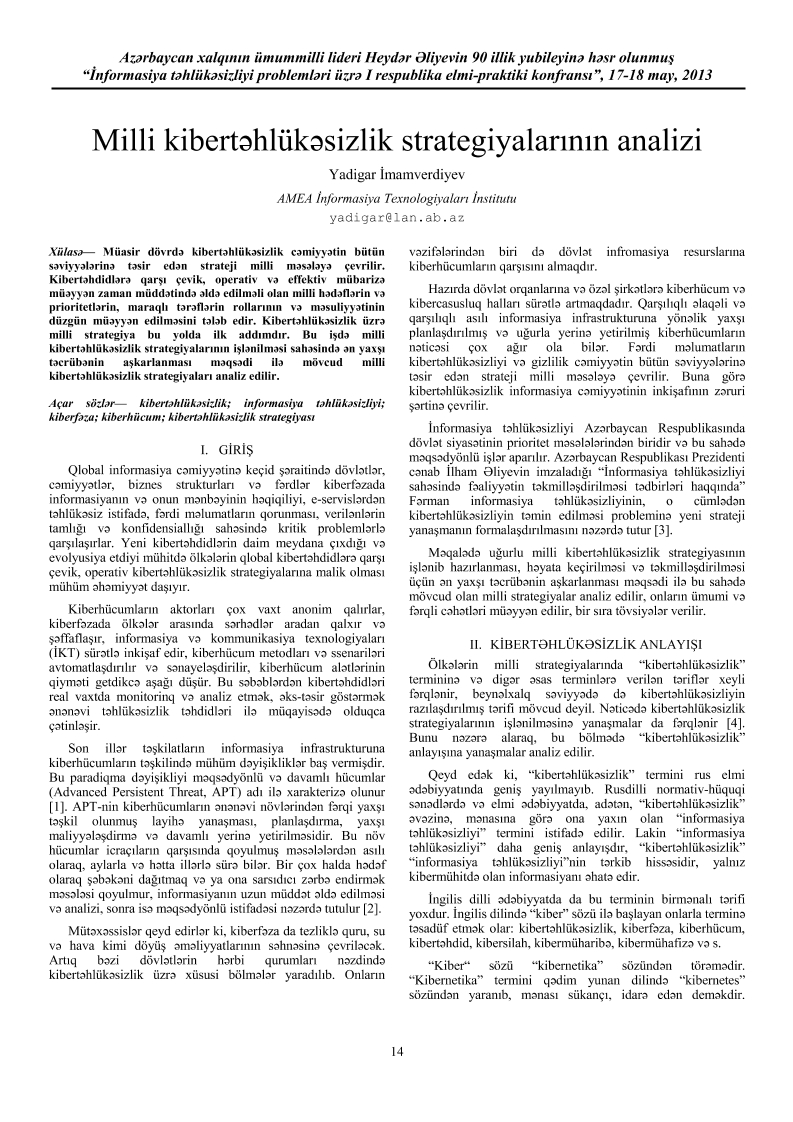 Azərbaycan xalqının ümummilli lideri Heydər Əliyevin 90 illik yubileyinə həsr olunmuş
“İnformasiya təhlükəsizliyi problemləri üzrə I respublika elmi-praktiki konfransı”, 17-18 may, 2013
Milli kibertəhlükəsizlik strategiyalarının analizi
Yadigar İmamverdiyev
AMEA İnformasiya Texnologiyaları İnstitutu
yadigar@lan.ab.az
Xülasə— Müasir dövrdə kibertəhlükəsizlik cəmiyyətin bütün
səviyyələrinə təsir edən strateji milli məsələyə çevrilir.
Kibertəhdidlərə qarşı çevik, operativ və effektiv mübarizə
müəyyən zaman müddətində əldə edilməli olan milli hədəflərin və
prioritetlərin, maraqlı tərəflərin rollarının və məsuliyyətinin
düzgün müəyyən edilməsini tələb edir. Kibertəhlükəsizlik üzrə
milli strategiya bu yolda ilk addımdır. Bu işdə milli
kibertəhlükəsizlik strategiyalarının işlənilməsi sahəsində ən yaxşı
təcrübənin aşkarlanması məqsədi ilə mövcud milli
kibertəhlükəsizlik strategiyaları analiz edilir.
Açar sözlər— kibertəhlükəsizlik; informasiya təhlükəsizliyi;
kiberfəza; kiberhücum; kibertəhlükəsizlik strategiyası
I. GİRİŞ
Qlobal informasiya cəmiyyətinə keçid şəraitində dövlətlər,
cəmiyyətlər, biznes strukturları və fərdlər kiberfəzada
informasiyanın və onun mənbəyinin həqiqiliyi, e-servislərdən
təhlükəsiz istifadə, fərdi məlumatların qorunması, verilənlərin
tamlığı və konfidensiallığı sahəsində kritik problemlərlə
qarşılaşırlar. Yeni kibertəhdidlərin daim meydana çıxdığı və
evolyusiya etdiyi mühitdə ölkələrin qlobal kibertəhdidlərə qarşı
çevik, operativ kibertəhlükəsizlik strategiyalarına malik olması
mühüm əhəmiyyət daşıyır.
Kiberhücumların aktorları çox vaxt anonim qalırlar,
kiberfəzada ölkələr arasında sərhədlər aradan qalxır və
şəffaflaşır, informasiya və kommunikasiya texnologiyaları
(İKT) sürətlə inkişaf edir, kiberhücum metodları və ssenariləri
avtomatlaşdırılır və sənayeləşdirilir, kiberhücum alətlərinin
qiyməti getdikcə aşağı düşür. Bu səbəblərdən kibertəhdidləri
real vaxtda monitorinq və analiz etmək, əks-təsir göstərmək
ənənəvi təhlükəsizlik təhdidləri ilə müqayisədə olduqca
çətinləşir.
Son illər təşkilatların informasiya infrastrukturuna
kiberhücumların təşkilində mühüm dəyişikliklər baş vermişdir.
Bu paradiqma dəyişikliyi məqsədyönlü və davamlı hücumlar
(Advanced Persistent Threat, APT) adı ilə xarakterizə olunur
[1]. APT-nin kiberhücumların ənənəvi növlərindən fərqi yaxşı
təşkil olunmuş layihə yanaşması, planlaşdırma, yaxşı
maliyyələşdirmə və davamlı yerinə yetirilməsidir. Bu növ
hücumlar icraçıların qarşısında qoyulmuş məsələlərdən asılı
olaraq, aylarla və hətta illərlə sürə bilər. Bir çox halda hədəf
olaraq şəbəkəni dağıtmaq və ya ona sarsıdıcı zərbə endirmək
məsələsi qoyulmur, informasiyanın uzun müddət əldə edilməsi
və analizi, sonra isə məqsədyönlü istifadəsi nəzərdə tutulur [2].
Mütəxəssislər qeyd edirlər ki, kiberfəza da tezliklə quru, su
və hava kimi döyüş əməliyyatlarının səhnəsinə çevriləcək.
Artıq bəzi dövlətlərin hərbi qurumları nəzdində
kibertəhlükəsizlik üzrə xüsusi bölmələr yaradılıb. Onların
vəzifələrindən biri də dövlət infromasiya resurslarına
kiberhücumların qarşısını almaqdır.
Hazırda dövlət orqanlarına və özəl şirkətlərə kiberhücum və
kibercasusluq halları sürətlə artmaqdadır. Qarşılıqlı əlaqəli və
qarşılıqlı asılı informasiya infrastrukturuna yönəlik yaxşı
planlaşdırılmış və uğurla yerinə yetirilmiş kiberhücumların
nəticəsi çox ağır ola bilər. Fərdi məlumatların
kibertəhlükəsizliyi və gizlilik cəmiyyətin bütün səviyyələrinə
təsir edən strateji milli məsələyə çevrilir. Buna görə
kibertəhlükəsizlik informasiya cəmiyyətinin inkişafının zəruri
şərtinə çevrilir.
İnformasiya təhlükəsizliyi Azərbaycan Respublikasında
dövlət siyasətinin prioritet məsələlərindən biridir və bu sahədə
məqsədyönlü işlər aparılır. Azərbaycan Respublikası Prezidenti
cənab İlham Əliyevin imzaladığı “İnformasiya təhlükəsizliyi
sahəsində fəaliyyətin təkmilləşdirilməsi tədbirləri haqqında”
Fərman informasiya təhlükəsizliyinin, o cümlədən
kibertəhlükəsizliyin təmin edilməsi probleminə yeni strateji
yanaşmanın formalaşdırılmasını nəzərdə tutur [3].
Məqalədə uğurlu milli kibertəhlükəsizlik strategiyasının
işlənib hazırlanması, həyata keçirilməsi və təkmilləşdirilməsi
üçün ən yaxşı təcrübənin aşkarlanması məqsədi ilə bu sahədə
mövcud olan milli strategiyalar analiz edilir, onların ümumi və
fərqli cəhətləri müəyyən edilir, bir sıra tövsiyələr verilir.
II. KİBERTƏHLÜKƏSİZLİK ANLAYIŞI
Ölkələrin milli strategiyalarında “kibertəhlükəsizlik”
termininə və digər əsas terminlərə verilən təriflər xeyli
fərqlənir, beynəlxalq səviyyədə də kibertəhlükəsizliyin
razılaşdırılmış tərifi mövcud deyil. Nəticədə kibertəhlükəsizlik
strategiyalarının işlənilməsinə yanaşmalar da fərqlənir [4].
Bunu nəzərə alaraq, bu bölmədə “kibertəhlükəsizlik”
anlayışına yanaşmalar analiz edilir.
Qeyd edək ki, “kibertəhlükəsizlik” termini rus elmi
ədəbiyyatında geniş yayılmayıb. Rusdilli normativ-hüquqi
sənədlərdə və elmi ədəbiyyatda, adətən, “kibertəhlükəsizlik”
əvəzinə, mənasına görə ona yaxın olan “informasiya
təhlükəsizliyi” termini istifadə edilir. Lakin “informasiya
təhlükəsizliyi” daha geniş anlayışdır, “kibertəhlükəsizlik”
“informasiya təhlükəsizliyi”nin tərkib hissəsidir, yalnız
kibermühitdə olan informasiyanı əhatə edir.
İngilis dilli ədəbiyyatda da bu terminin birmənalı tərifi
yoxdur. İngilis dilində “kiber” sözü ilə başlayan onlarla terminə
təsadüf etmək olar: kibertəhlükəsizlik, kiberfəza, kiberhücum,
kibertəhdid, kibersilah, kibermüharibə, kibermühafizə və s.
“Kiber“ sözü “kibernetika” sözündən törəmədir.
“Kibernetika” termini qədim yunan dilində “kibernetes”
sözündən yaranıb, mənası sükançı, idarə edən deməkdir.
14